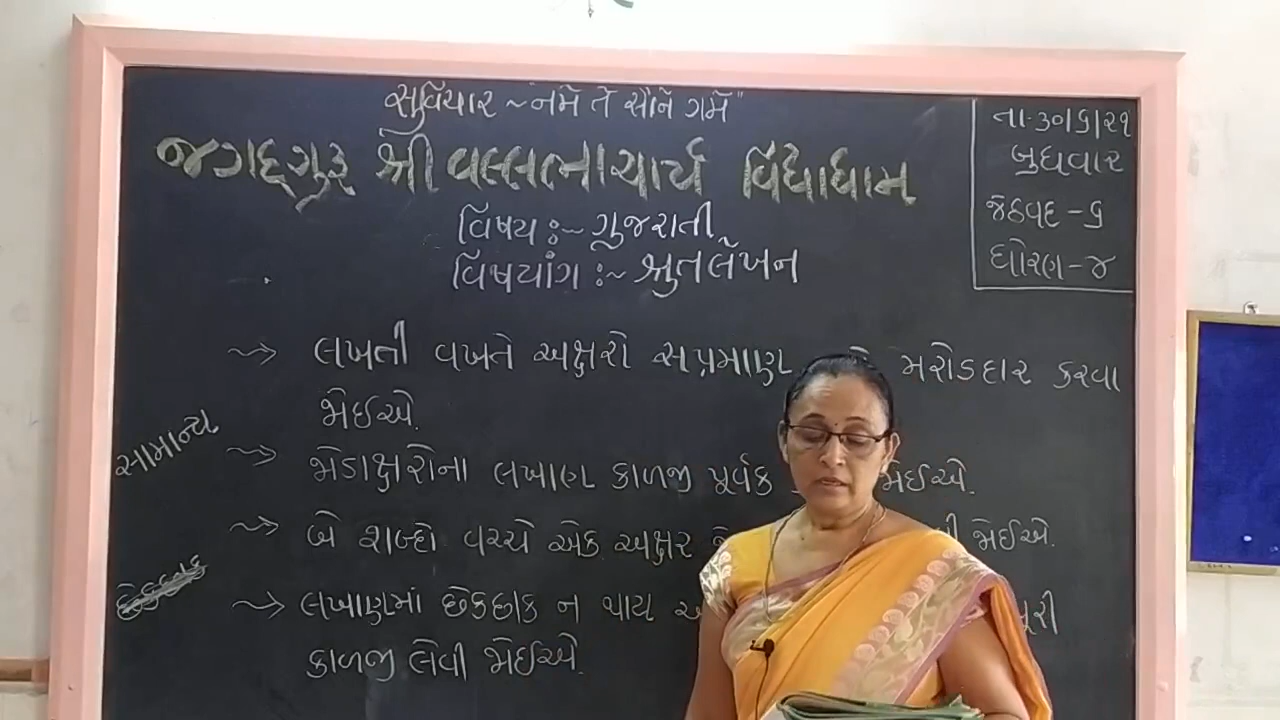 સુવિચાર ~ "નમે તે સૌને ગમે"
જગદ્ગુરૂ શ્રી વલ્લભાચાર્ય વિદ્યાધામ
વિષય :~ ગુજરાતી
વિષયાંગ :~ શ્રુતલેખન
તા-૩૦/૬/૨૧
બુધવાર
જેઠવદ - ૬
ધોરણ - ૪
લખતી વખતે અક્ષરો સપ્રમાણ મરોડદાર કરવા
જોઈએ.
સામાન્ય
જોડાક્ષરોના લખાણ કાળજી પૂર્વક જોઈએ.
બે શબ્દો વચ્ચે એક અક્ષર જોઈએ.
છેકછાક
લખાણમાં છેકછાક ન થાય પૂરી
કાળજી લેવી જોઈએ.